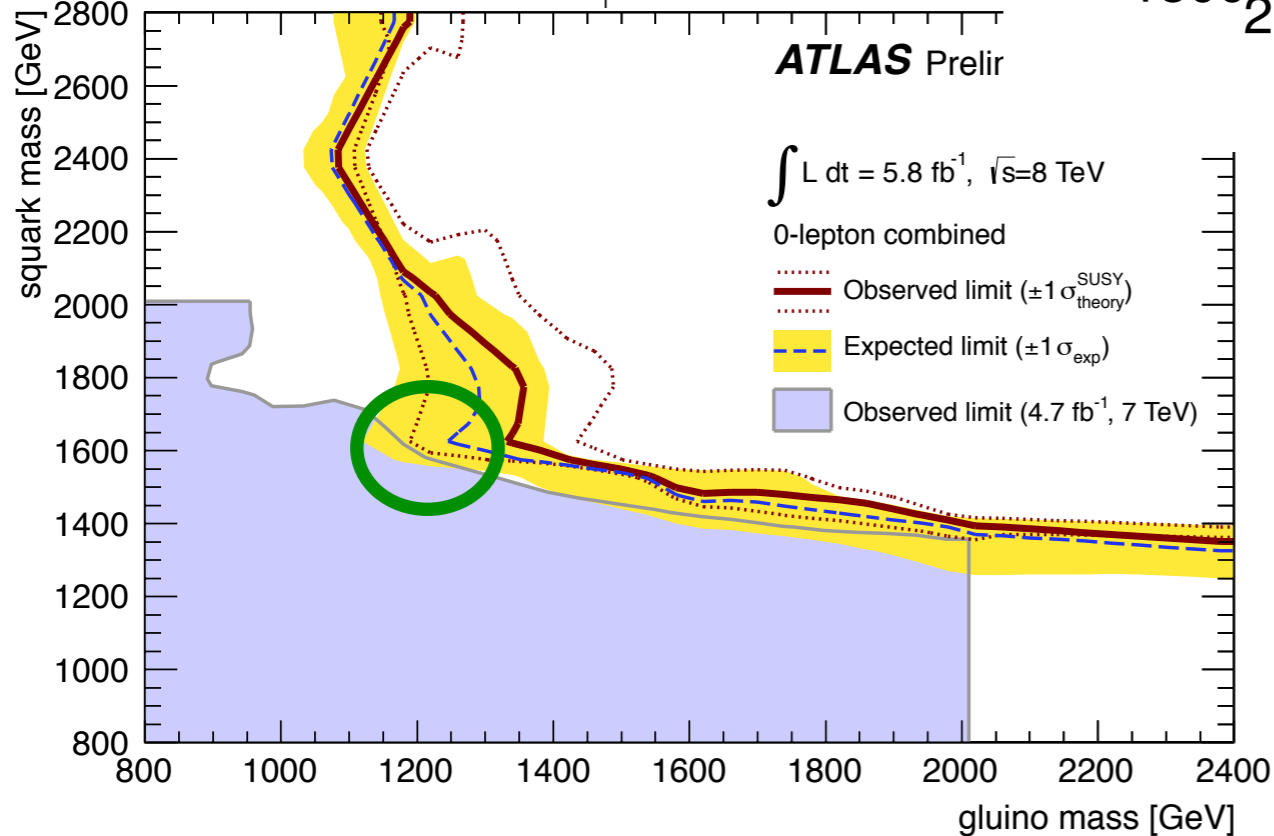 2
squark mass [GeV]
2800
2600
2400
2200
2000
1800
1600
1400
1200
1000
800
ATLAS Prelir
∫ L dt = 5.8 fb⁻¹, √s=8 TeV
0-lepton combined
Observed limit (±1 σ^SUSY_theory)
Expected limit (±1 σ_exp)
Observed limit (4.7 fb⁻¹, 7 TeV)
800 1000 1200 1400 1600 1800 2000 2200 2400
gluino mass [GeV]